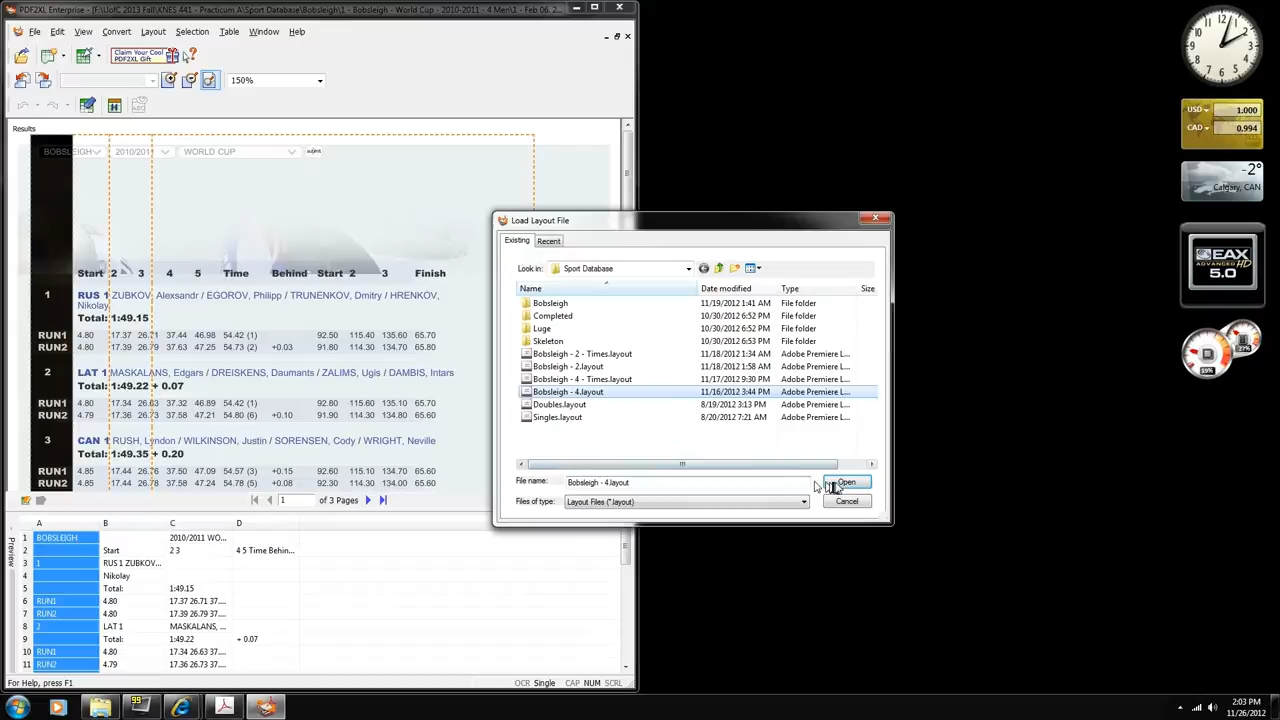 PDF2XL Enterprise - [F:\UofC 2013 Fall\KNES 441 - Practicum A\Sport Database\Bobsleigh\1 - Bobsleigh - World Cup - 2010-2011 - 4 Men\1 - Feb 06, 2...
File Edit View Convert Layout Selection Table Window Help
Claim Your Cool
PDF2XL Gift
150%
Results
BOBSLEIGH 2010/2011 WORLD CUP submit
Start 2 3 4 5 Time Behind Start 2 3 Finish
1 RUS 1 ZUBKOV, Alexsandr / EGOROV, Philipp / TRUNENKOV, Dmitry / HRENKOV,
Nikolay
Total: 1:49.15
RUN1 4.80 17.37 26.71 37.44 46.98 54.42 (1) 92.50 115.40 135.60 65.70
RUN2 4.80 17.39 26.79 37.63 47.25 54.73 (2) +0.03 91.80 114.30 134.60 65.80
2 LAT 1 MASKALANS, Edgars / DREISKENS, Daumants / ZALIMS, Ugis / DAMBIS, Intars
Total: 1:49.22 + 0.07
RUN1 4.80 17.34 26.63 37.31 46.84 54.42 (1) 92.60 115.80 135.60 66.00
RUN2 4.79 17.36 26.73 37.58 47.21 54.80 (6) +0.10 91.90 114.30 134.30 65.40
3 CAN 1 RUSH, Lyndon / WILKINSON, Justin / SORENSEN, Cody / WRIGHT, Neville
Total: 1:49.35 + 0.20
RUN1 4.85 17.44 26.76 37.50 47.09 54.57 (3) +0.15 92.60 115.10 134.70 65.60
RUN2 4.85 17.44 26.78 37.54 47.16 54.78 (5) +0.08 92.30 114.90 134.30 65.60
1 of 3 Pages
Preview
A B C D
1 BOBSLEIGH 2010/2011 WO...
2 Start 2 3 4 5 Time Behin...
3 1 RUS 1 ZUBKOV...
4 Nikolay
5 Total: 1:49.15
6 RUN1 4.80 17.37 26.71 37....
7 RUN2 4.80 17.39 26.79 37....
8 2 LAT 1 MASKALANS, ...
9 Total: 1:49.22 + 0.07
10 RUN1 4.80 17.34 26.63 37....
11 RUN2 4.79 17.36 26.73 37....
For Help, press F1 OCR Single CAP NUM SCRL
Load Layout File
Existing Recent
Look in: Sport Database
Name Date modified Type Size
Bobsleigh 11/19/2012 1:41 AM File folder
Completed 10/30/2012 6:52 PM File folder
Luge 10/30/2012 6:52 PM File folder
Skeleton 10/30/2012 6:53 PM File folder
Bobsleigh - 2 - Times.layout 11/18/2012 1:34 AM Adobe Premiere L...
Bobsleigh - 2.layout 11/18/2012 1:58 AM Adobe Premiere L...
Bobsleigh - 4 - Times.layout 11/17/2012 9:30 PM Adobe Premiere L...
Bobsleigh - 4.layout 11/16/2012 3:44 PM Adobe Premiere L...
Doubles.layout 8/19/2012 3:13 PM Adobe Premiere L...
Singles.layout 8/20/2012 7:21 AM Adobe Premiere L...
File name: Bobsleigh - 4.layout Open
Files of type: Layout Files (*.layout) Cancel
USD 1.000
CAD 0.994
-2°
Calgary, CAN
EAX
ADVANCED HD
5.0
27%
19%
99
2:03 PM
11/26/2012